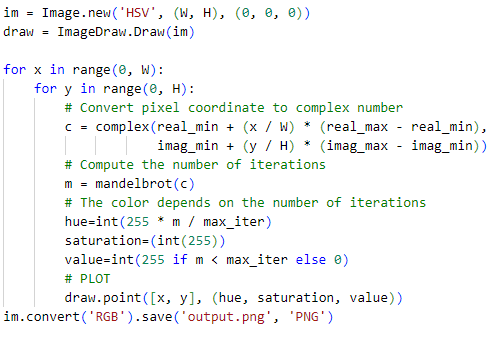 im = Image.new('HSV', (W, H), (0, 0, 0))
draw = ImageDraw.Draw(im)

for x in range(0, W):
    for y in range(0, H):
        # Convert pixel coordinate to complex number
        c = complex(real_min + (x / W) * (real_max - real_min),
                    imag_min + (y / H) * (imag_max - imag_min))
        # Compute the number of iterations
        m = mandelbrot(c)
        # The color depends on the number of iterations
        hue=int(255 * m / max_iter)
        saturation=(int(255))
        value=int(255 if m < max_iter else 0)
        # PLOT
        draw.point([x, y], (hue, saturation, value))
im.convert('RGB').save('output.png', 'PNG')